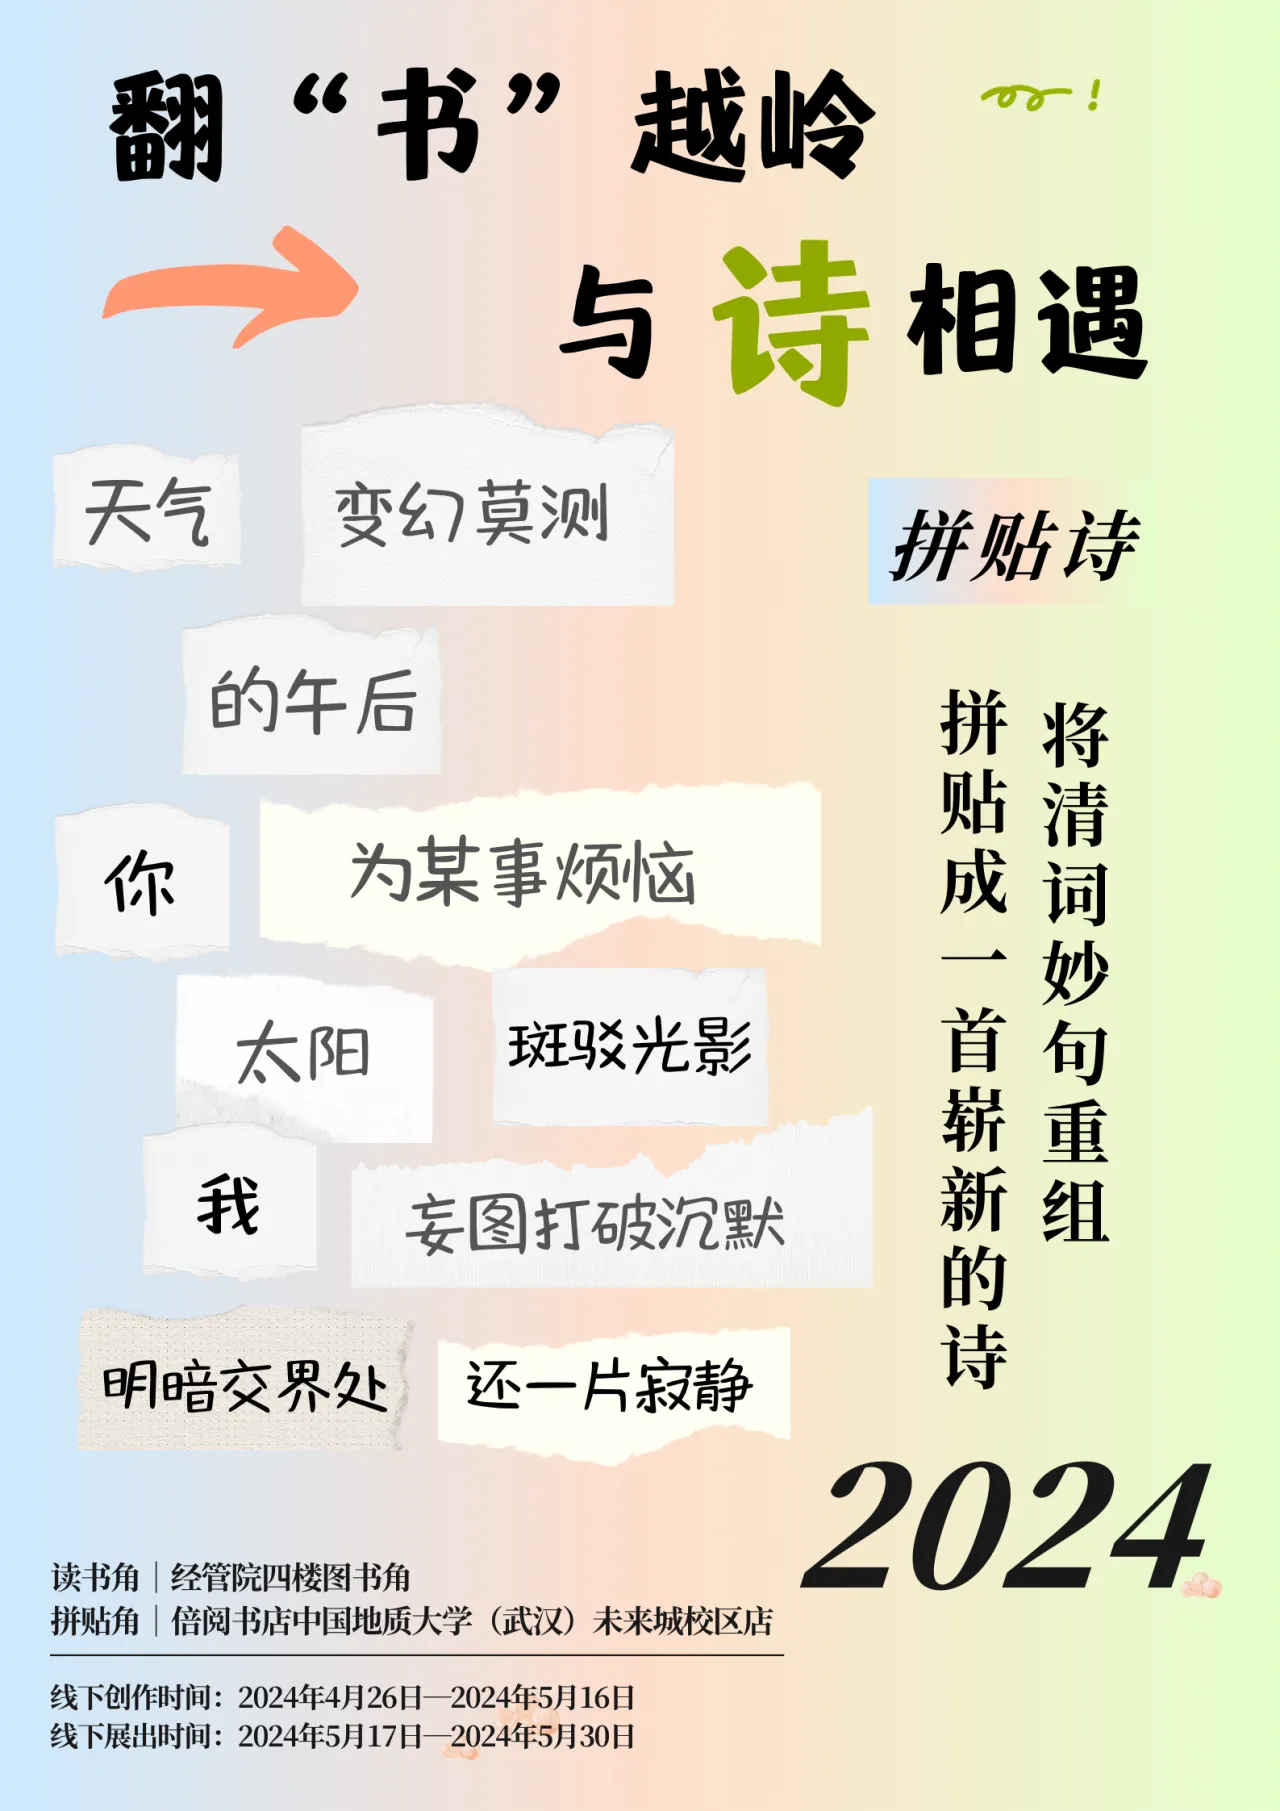 翻“书”越岭 !
与诗相遇
天气 变幻莫测
的午后
你 为某事烦恼
太阳 斑驳光影
我 妄图打破沉默
明暗交界处 还一片寂静
拼贴诗
将清词妙句重组
拼贴成一首崭新的诗
2024
读书角｜经管院四楼图书角
拼贴角｜倍阅书店中国地质大学（武汉）未来城校区店
线下创作时间：2024年4月26日—2024年5月16日
线下展出时间：2024年5月17日—2024年5月30日